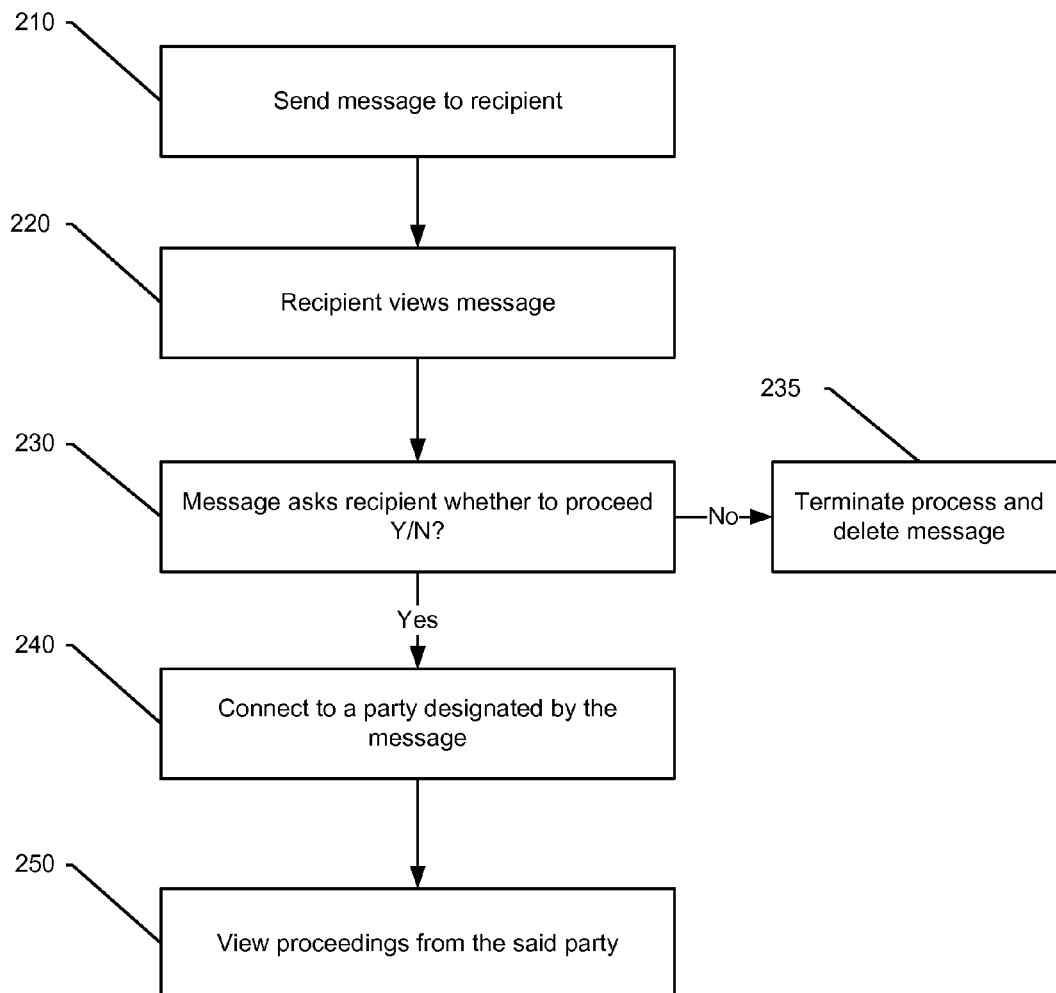 210
Send message to recipient
220
Recipient views message
230
Message asks recipient whether to proceed
Y/N?
No
235
Terminate process and
delete message
Yes
240
Connect to a party designated by the
message
250
View proceedings from the said party